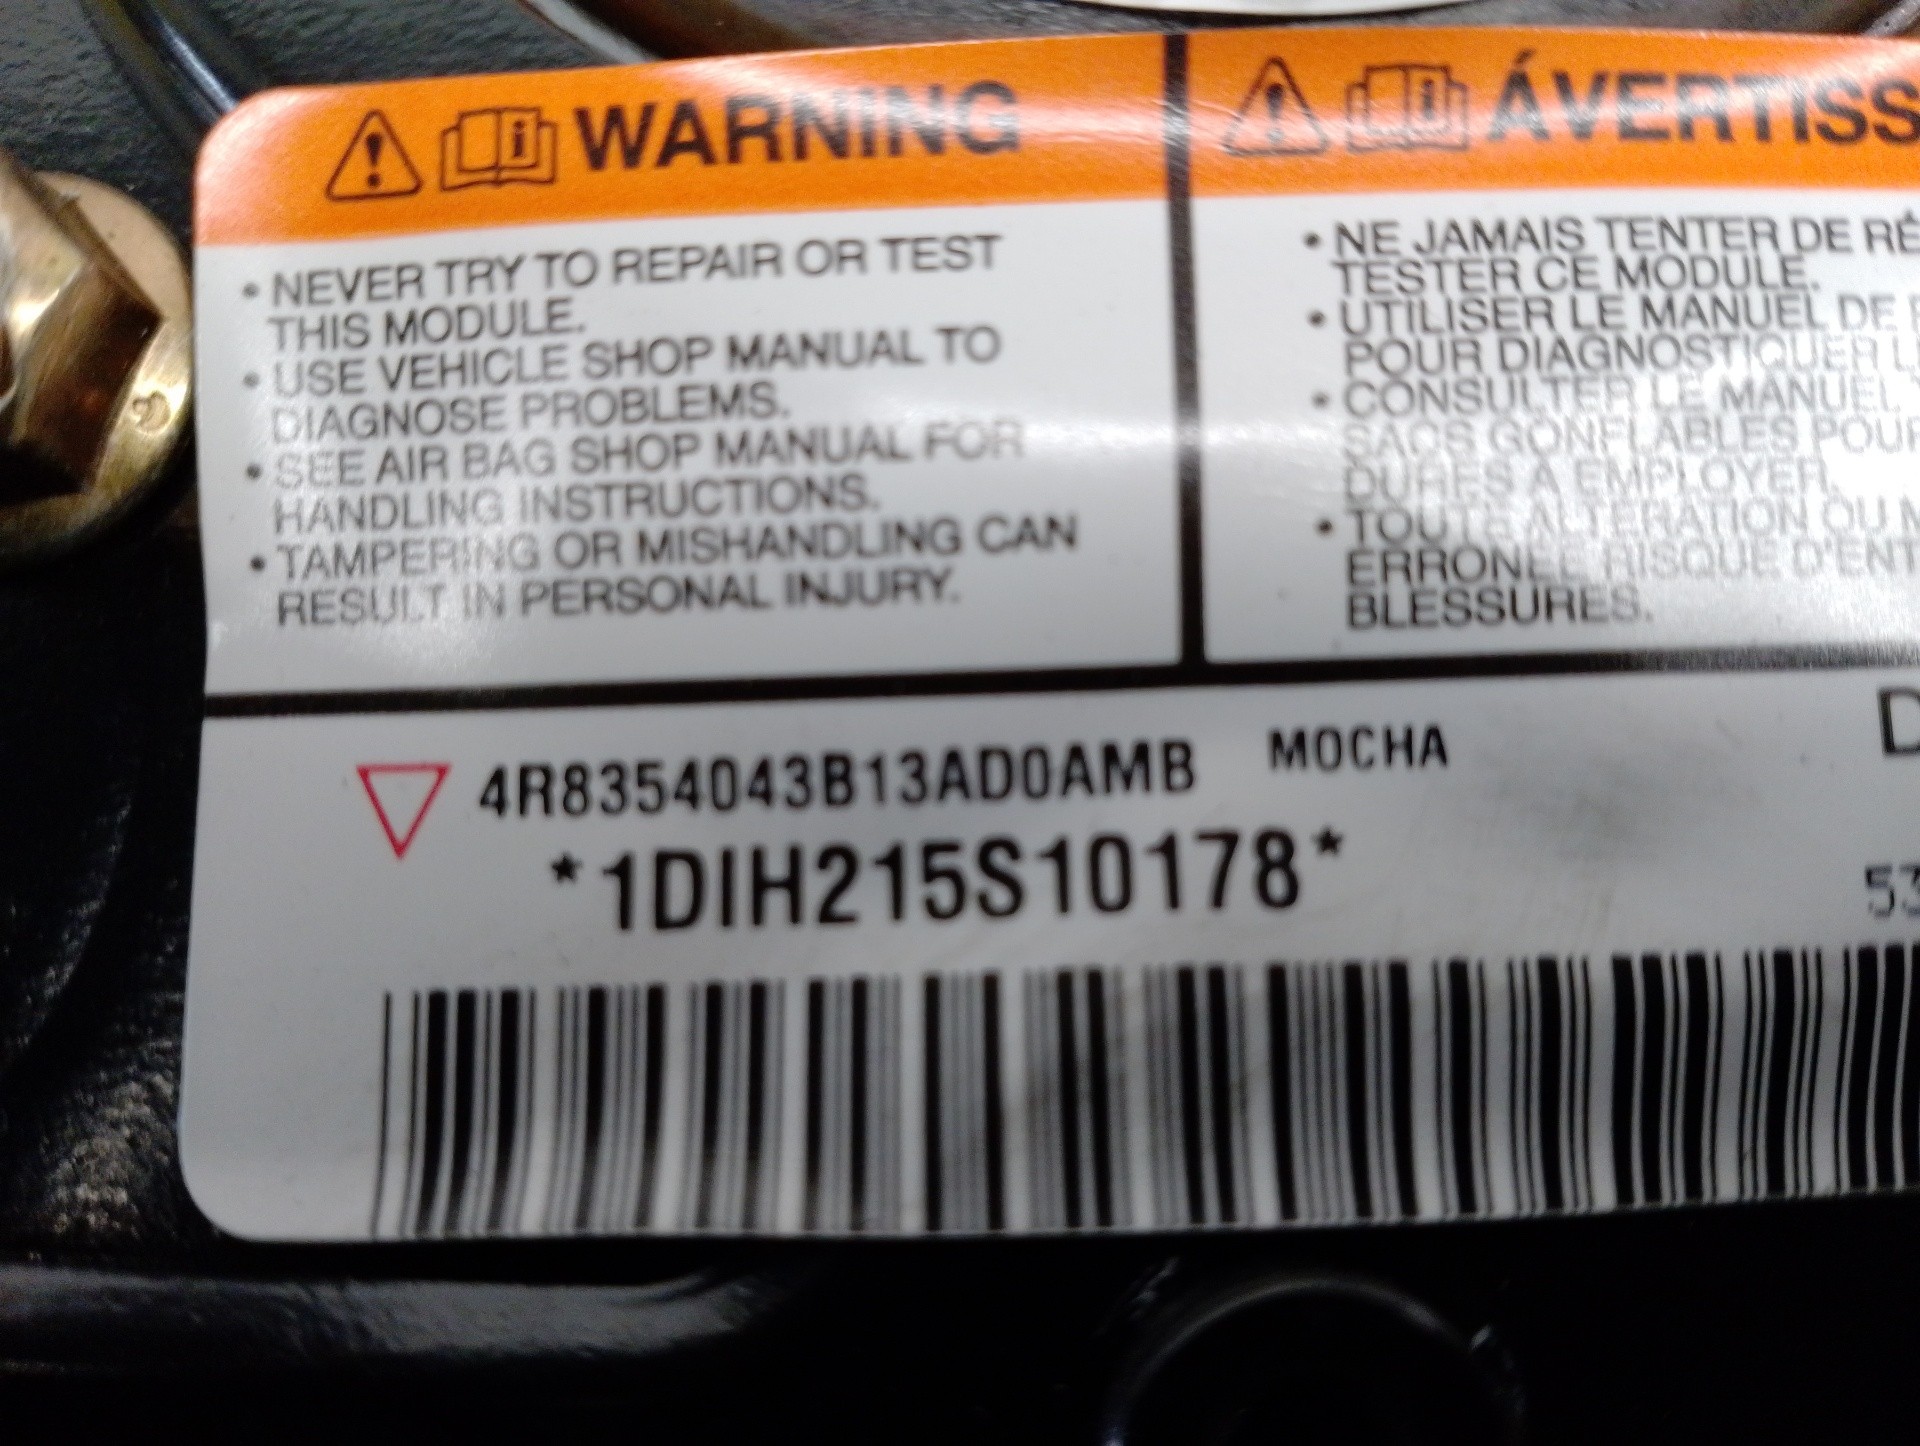 WARNING
• NEVER TRY TO REPAIR OR TEST
THIS MODULE.
• USE VEHICLE SHOP MANUAL TO
DIAGNOSE PROBLEMS.
• SEE AIR BAG SHOP MANUAL FOR
HANDLING INSTRUCTIONS.
• TAMPERING OR MISHANDLING CAN
RESULT IN PERSONAL INJURY.
ÁVERTISS
• NE JAMAIS TENTER DE RÉ
TESTER CE MODULE.
• UTILISER LE MANUEL DE
POUR DIAGNOSTIQUER
• CONSULTER LE MANUEL
SACS GONFLABLES POUR
DURES A EMPLOYER.
• TOUTE ALTERATION OU M
ERRONEE RISQUE D'ENT
BLESSURES.
4R8354043B13AD0AMB MOCHA D
*1DIH215S10178*
53